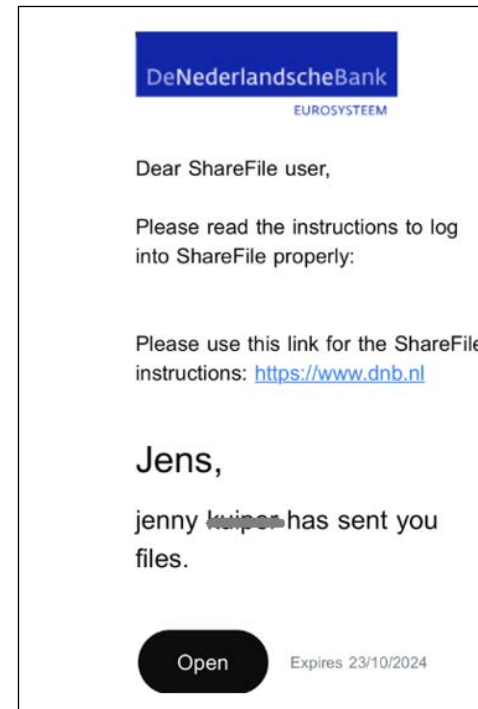 DeNederlandscheBank
EUROSYSTEEM
Dear ShareFile user,
Please read the instructions to log
into ShareFile properly:
Please use this link for the ShareFile
instructions: https://www.dnb.nl
Jens,
jenny has sent you
files.
Open Expires 23/10/2024